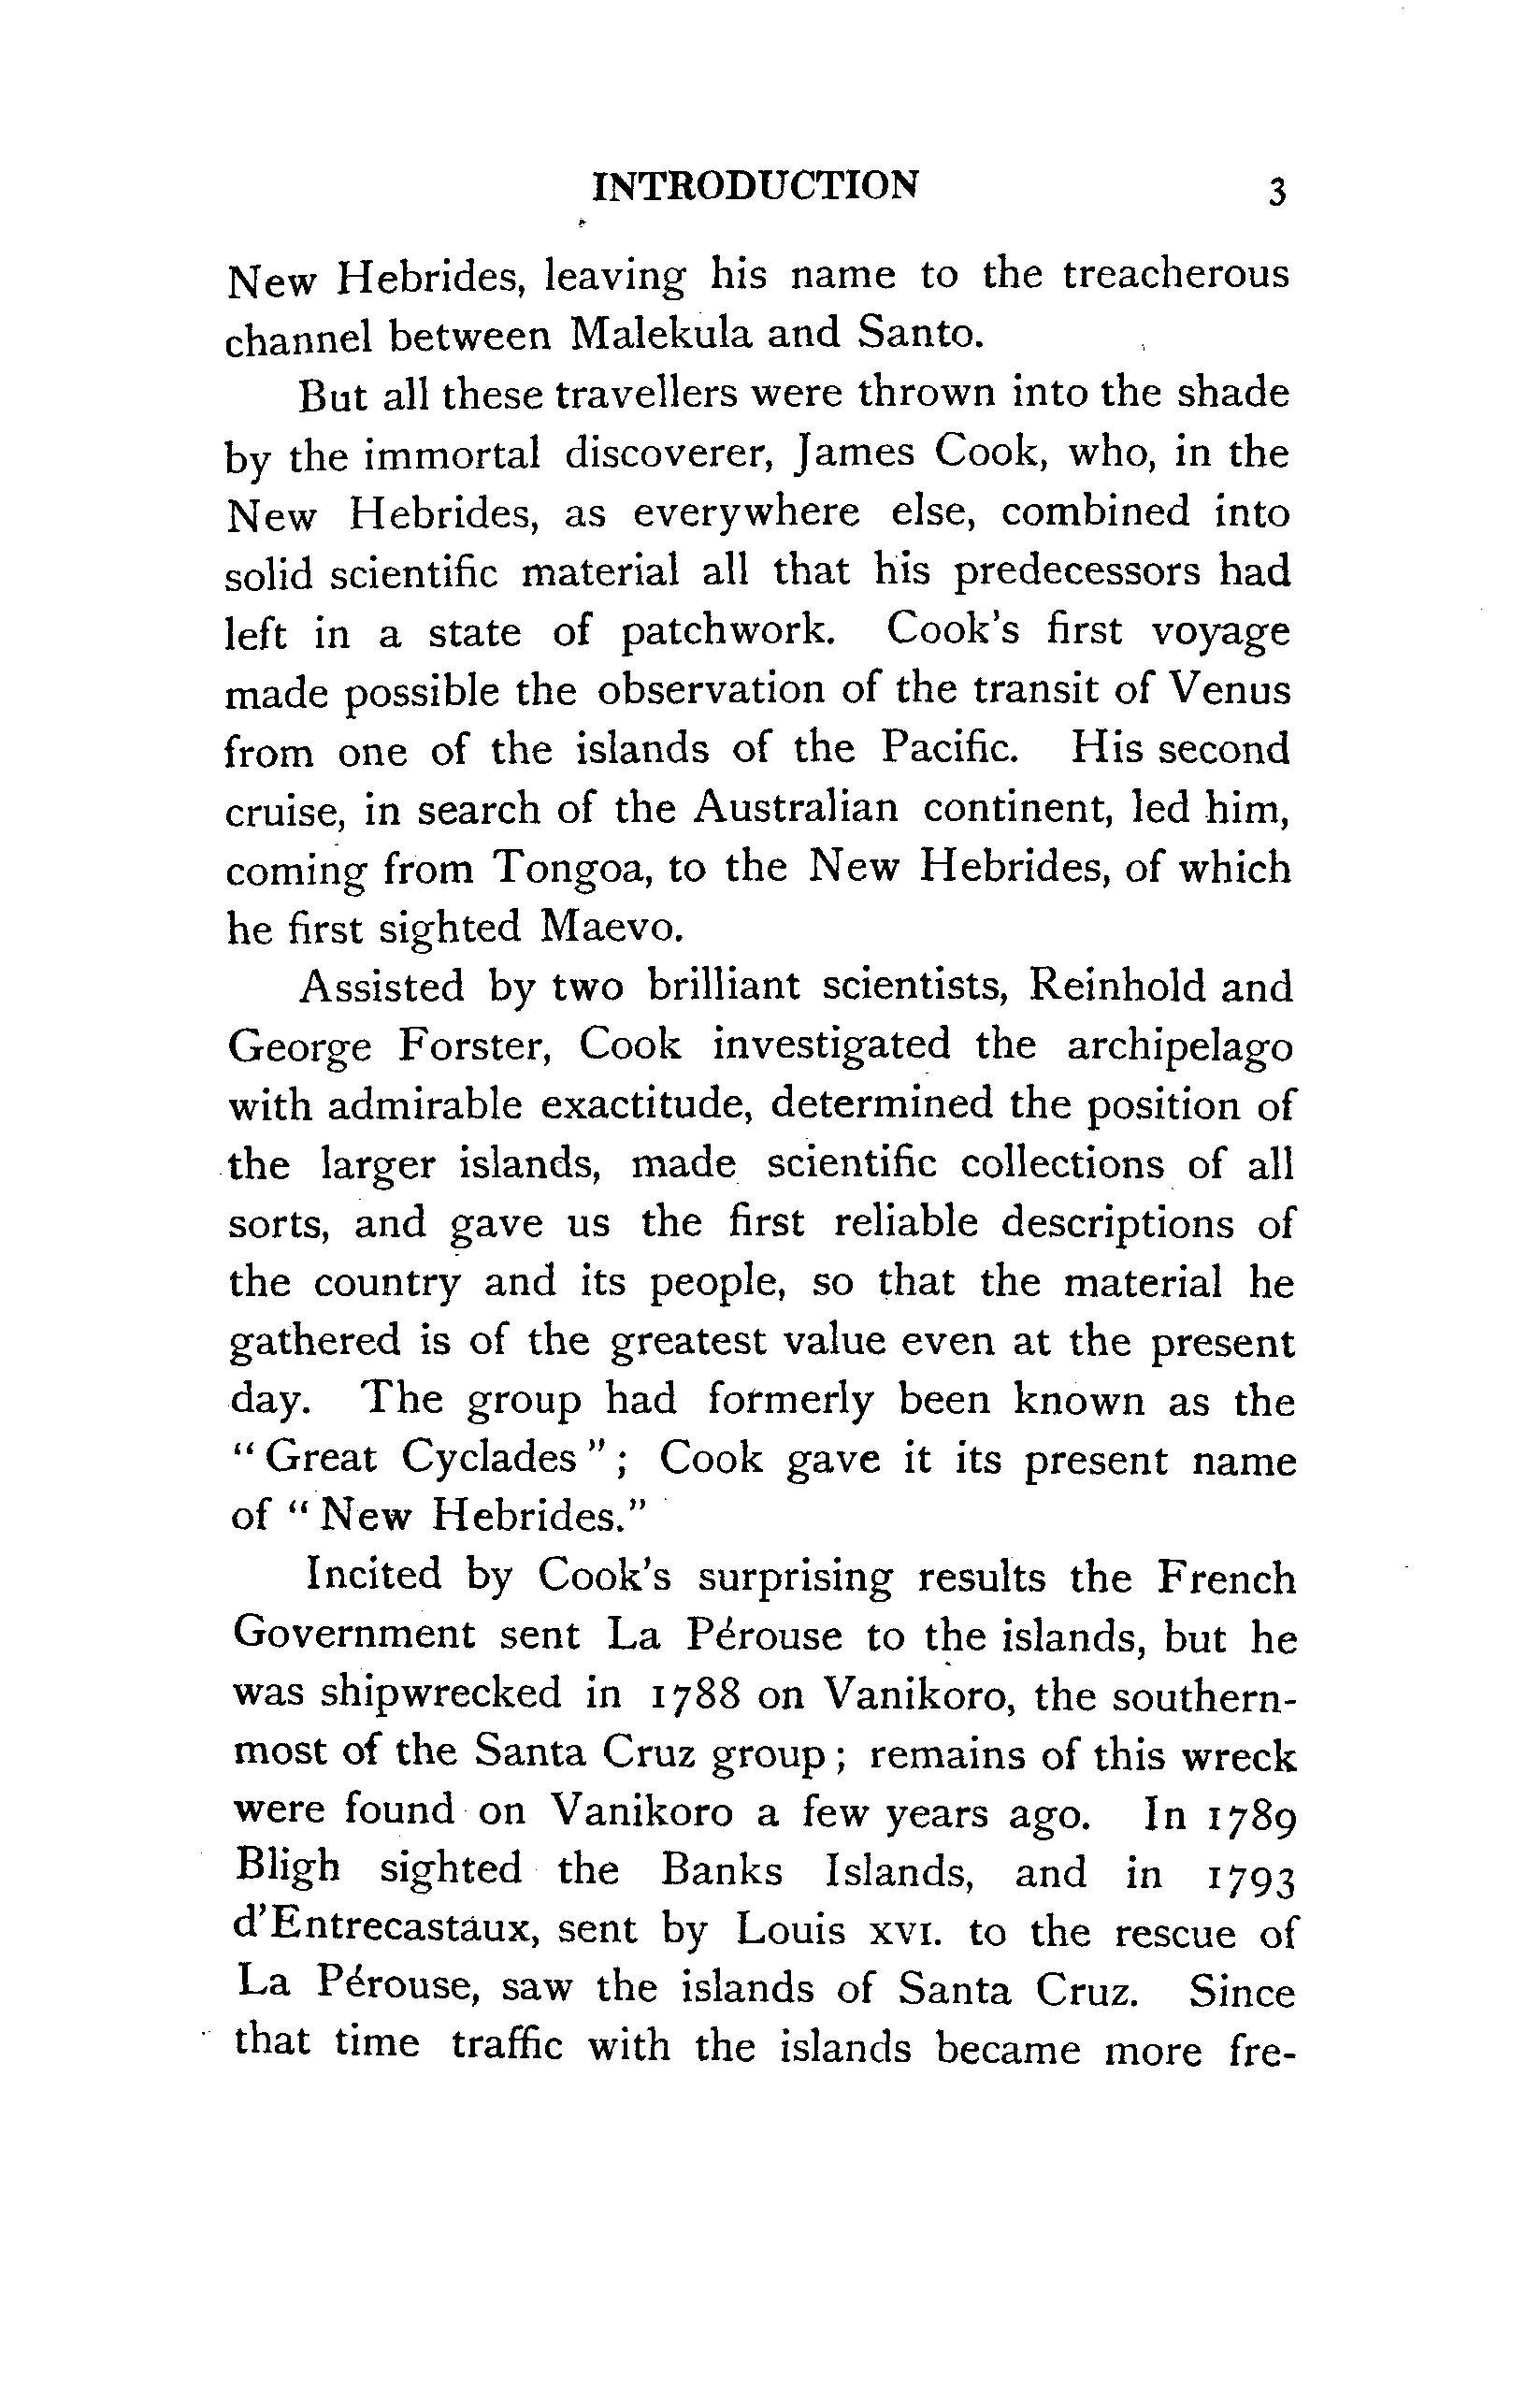 INTRODUCTION 3
New Hebrides, leaving his name to the treacherous
channel between Malekula and Santo.
But all these travellers were thrown into the shade
by the immortal discoverer, James Cook, who, in the
New Hebrides, as everywhere else, combined into
solid scientific material all that his predecessors had
left in a state of patchwork. Cook's first voyage
made possible the observation of the transit of Venus
from one of the islands of the Pacific. His second
cruise, in search of the Australian continent, led him,
coming from Tongoa, to the New Hebrides, of which
he first sighted Maevo.
Assisted by two brilliant scientists, Reinhold and
George Forster, Cook investigated the archipelago
with admirable exactitude, determined the position of
the larger islands, made scientific collections of all
sorts, and gave us the first reliable descriptions of
the country and its people, so that the material he
gathered is of the greatest value even at the present
day. The group had formerly been known as the
"Great Cyclades"; Cook gave it its present name
of "New Hebrides."
Incited by Cook's surprising results the French
Government sent La Pérouse to the islands, but he
was shipwrecked in 1788 on Vanikoro, the southern-
most of the Santa Cruz group; remains of this wreck
were found on Vanikoro a few years ago. In 1789
Bligh sighted the Banks Islands, and in 1793
d'Entrecastaux, sent by Louis XVI. to the rescue of
La Pérouse, saw the islands of Santa Cruz. Since
that time traffic with the islands became more fre-